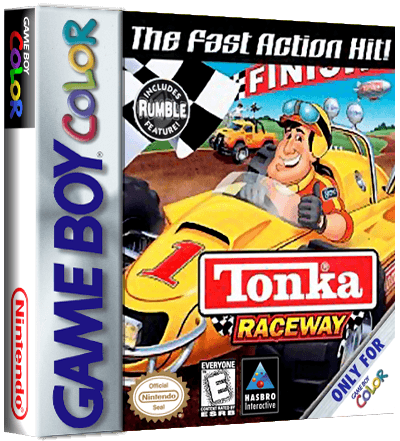 GAME BOY
COLOR
Nintendo
GAME BOY COLOR
The Fast Action Hit!
FINISH
INCLUDES
RUMBLE
FEATURE!
1
Tonka
RACEWAY
Official
Nintendo
Seal
EVERYONE
E
CONTENT RATED BY
ESRB
HASBRO
Interactive
ONLY FOR
GAME BOY
COLOR